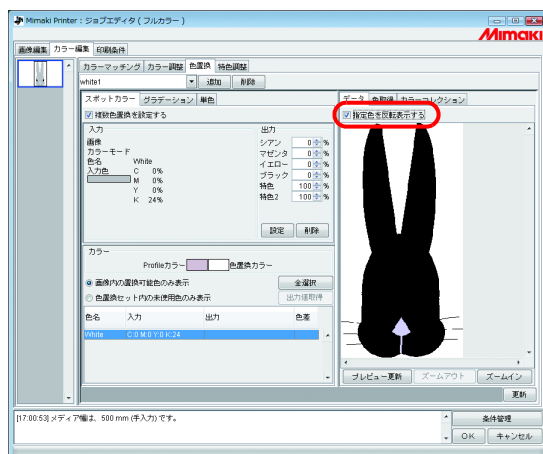 Mimaki Printer : ジョブエディタ ( フルカラー )
Mimaki
画像編集 カラー編集 印刷条件
カラーマッチング カラー調整 色置換 特色調整
white1 追加 削除
スポットカラー グラデーション 単色
データ 色取得 カラーコレクション
複数色置換を設定する
指定色を反転表示する
入力
画像
カラーモード
色名 White
入力色 C 0%
M 0%
Y 0%
K 24%
出力
シアン 0 %
マゼンタ 0 %
イエロー 0 %
ブラック 0 %
特色 100 %
特色2 100 %
設定 削除
カラー
Profileカラー 色置換カラー
画像内の置換可能色のみ表示 全選択
色置換セット内の未使用色のみ表示 出力値取得
色名 入力 出力 色差
White C:0 M:0 Y:0 K:24
プレビュー更新 ズームアウト ズームイン
更新
[17:00:53] メディア幅は、500 mm (手入力) です。
条件管理
OK キャンセル